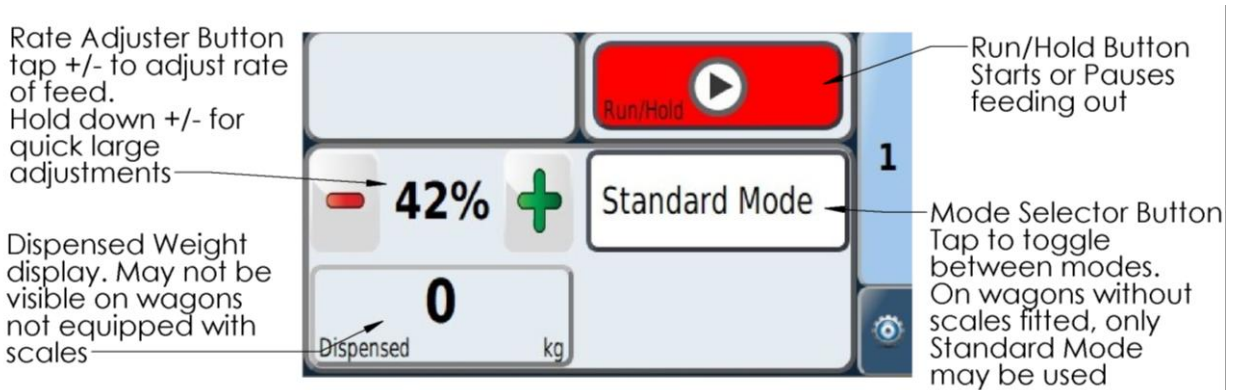 Rate Adjuster Button
tap +/- to adjust rate
of feed.
Hold down +/- for
quick large
adjustments
Dispensed Weight
display. May not be
visible on wagons
not equipped with
scales
Run/Hold
42%
Standard Mode
0
Dispensed kg
1
Run/Hold Button
Starts or Pauses
feeding out
Mode Selector Button
Tap to toggle
between modes.
On wagons without
scales fitted, only
Standard Mode
may be used